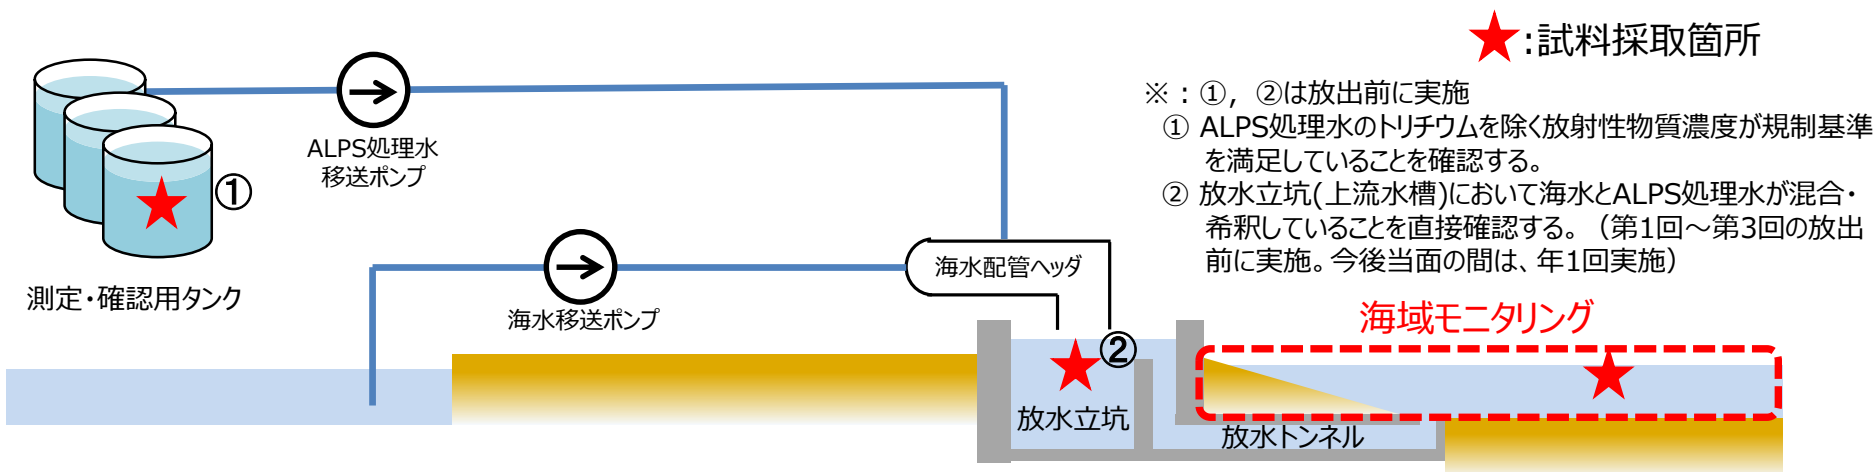 ★:試料採取箇所
※：①，②は放出前に実施
① ALPS処理水のトリチウムを除く放射性物質濃度が規制基準
を満足していることを確認する。
② 放水立坑(上流水槽)において海水とALPS処理水が混合・
希釈していることを直接確認する。（第1回～第3回の放出
前に実施。今後当面の間は、年1回実施）
ALPS処理水
移送ポンプ
①
測定・確認用タンク
海水移送ポンプ
海水配管ヘッダ
②
放水立坑
海域モニタリング
放水トンネル